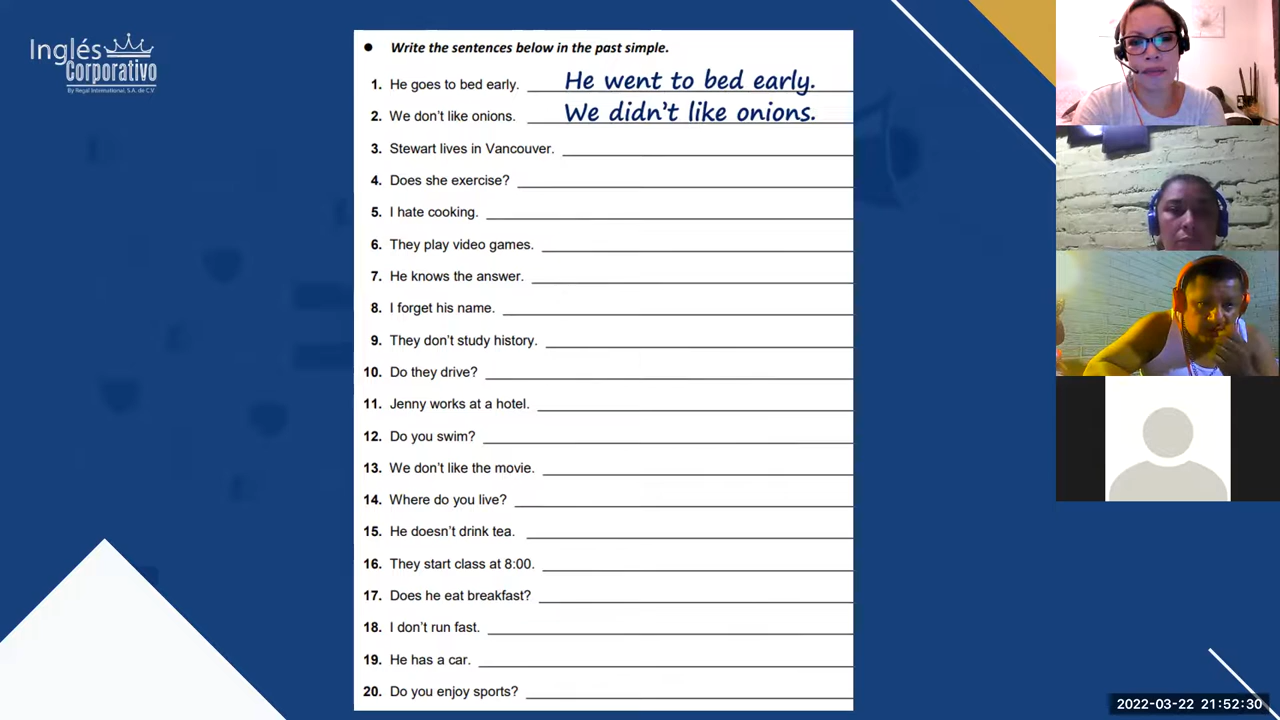 Inglés
Corporativo
By Regal International, S.A. de C.V
● Write the sentences below in the past simple.
1. He goes to bed early. He went to bed early.
2. We don't like onions. We didn't like onions.
3. Stewart lives in Vancouver.
4. Does she exercise?
5. I hate cooking.
6. They play video games.
7. He knows the answer.
8. I forget his name.
9. They don't study history.
10. Do they drive?
11. Jenny works at a hotel.
12. Do you swim?
13. We don't like the movie.
14. Where do you live?
15. He doesn't drink tea.
16. They start class at 8:00.
17. Does he eat breakfast?
18. I don't run fast.
19. He has a car.
20. Do you enjoy sports?
2022-03-22 21:52:30